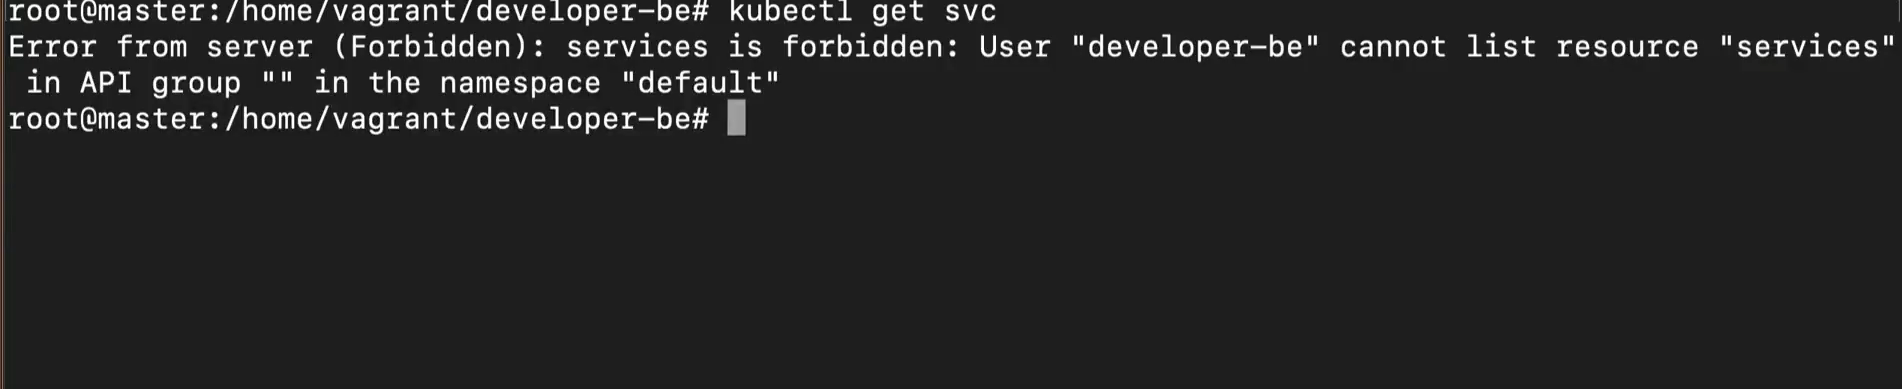 root@master:/home/vagrant/developer-be# kubectl get svc
Error from server (Forbidden): services is forbidden: User "developer-be" cannot list resource "services"
in API group "" in the namespace "default"
root@master:/home/vagrant/developer-be#